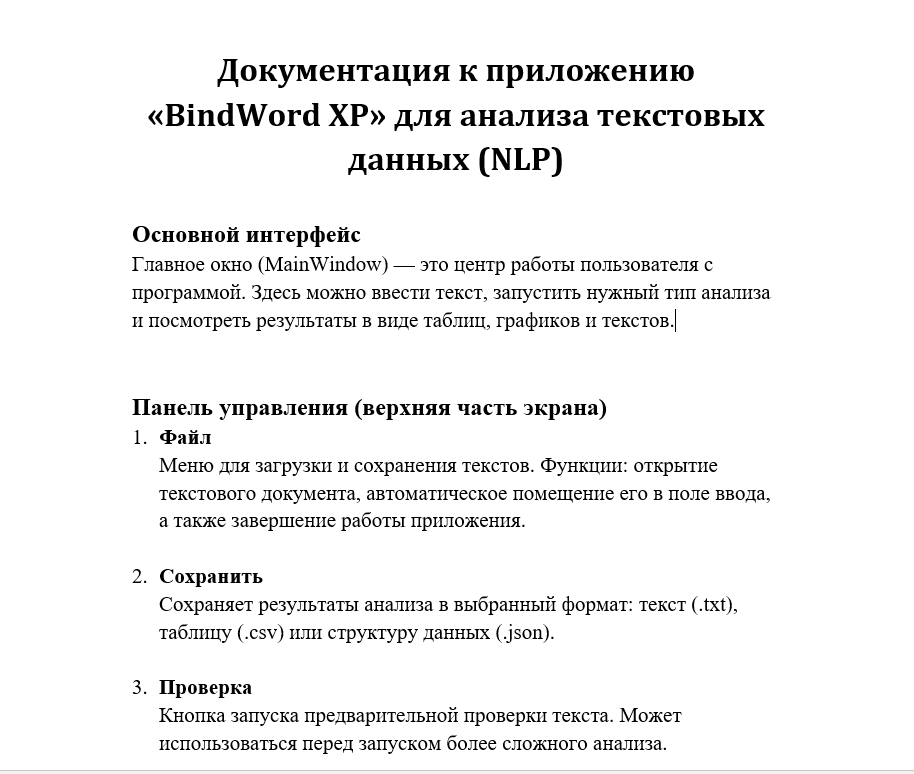 Документация к приложению
«BindWord XP» для анализа текстовых
данных (NLP)
Основной интерфейс
Главное окно (MainWindow) — это центр работы пользователя с
программой. Здесь можно ввести текст, запустить нужный тип анализа
и посмотреть результаты в виде таблиц, графиков и текстов.
Панель управления (верхняя часть экрана)
1. Файл
Меню для загрузки и сохранения текстов. Функции: открытие
текстового документа, автоматическое помещение его в поле ввода,
а также завершение работы приложения.
2. Сохранить
Сохраняет результаты анализа в выбранный формат: текст (.txt),
таблицу (.csv) или структуру данных (.json).
3. Проверка
Кнопка запуска предварительной проверки текста. Может
использоваться перед запуском более сложного анализа.